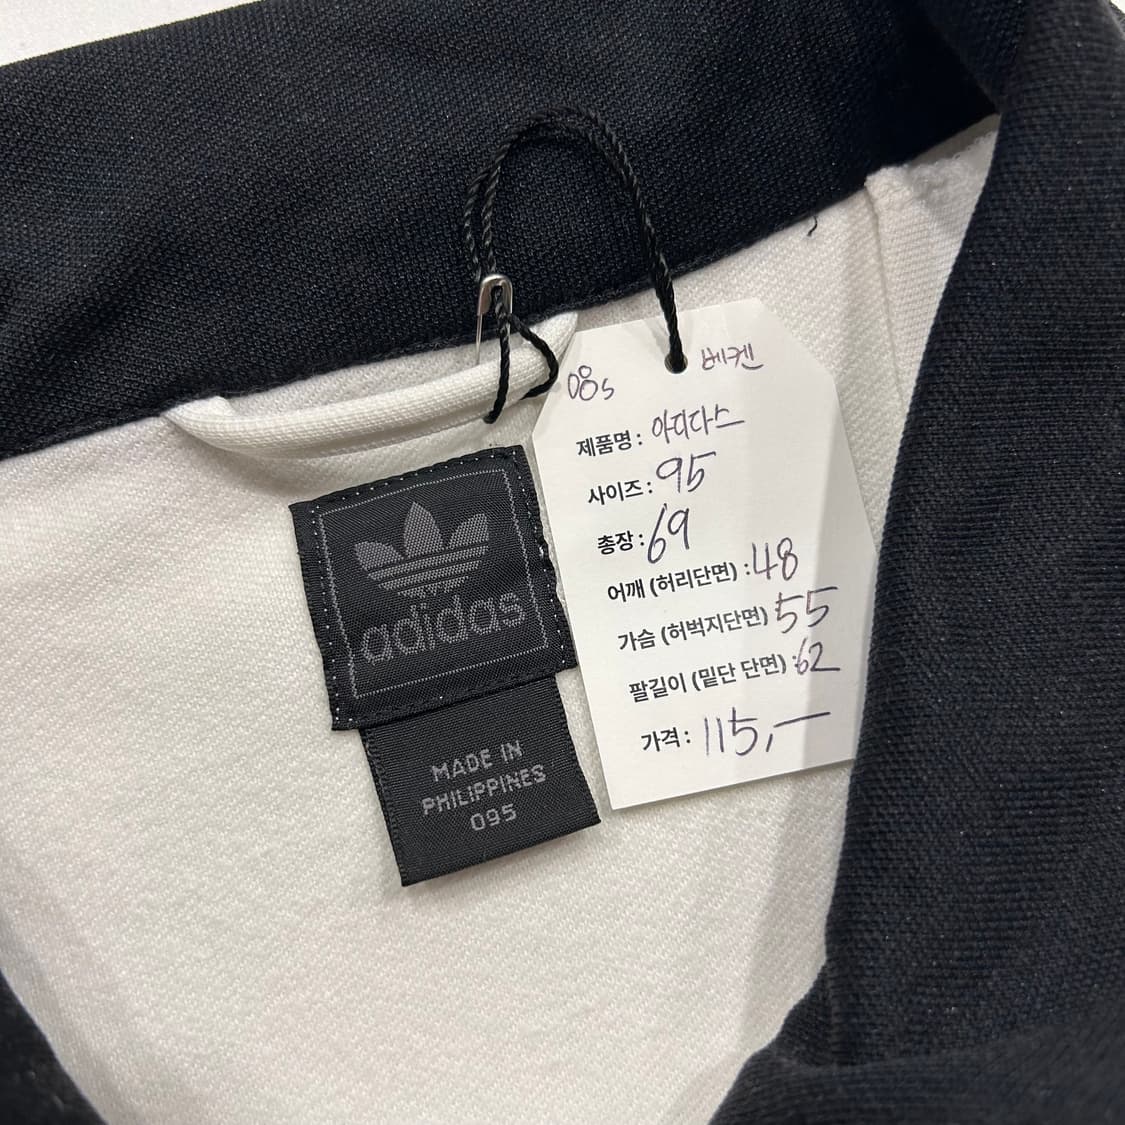 08s 베켄
제품명: 아디다스
사이즈: 95
총장: 69
어깨 (허리단면) :48
가슴 (허벅지단면) 55
팔길이 (밑단 단면) :62
가격: 115,—
adidas
MADE IN
PHILIPPINES
095